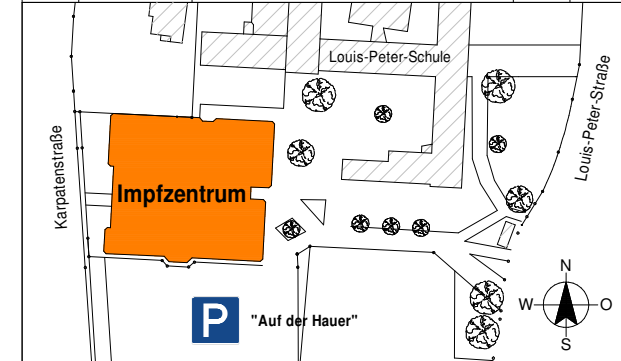 Louis-Peter-Schule
Louis-Peter-Straße
Karpatenstraße
Impfzentrum
P "Auf der Hauer"
N
W O
S